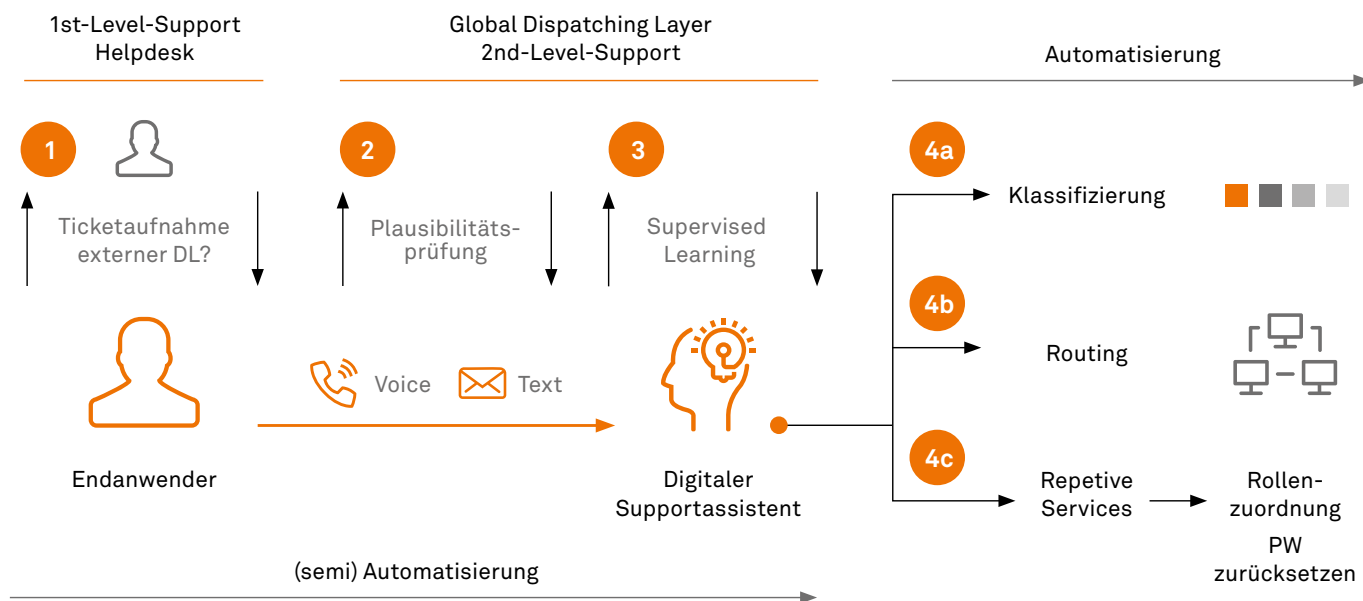 1st-Level-Support
Helpdesk
Global Dispatching Layer
2nd-Level-Support
Automatisierung
1
2
3
4a
Ticketaufnahme
externer DL?
Plausibilitäts-
prüfung
Supervised
Learning
Klassifizierung
4b
Routing
Voice
Text
4c
Endanwender
Digitaler
Supportassistent
Repetive
Services
Rollen-
zuordnung
PW
zurücksetzen
(semi) Automatisierung